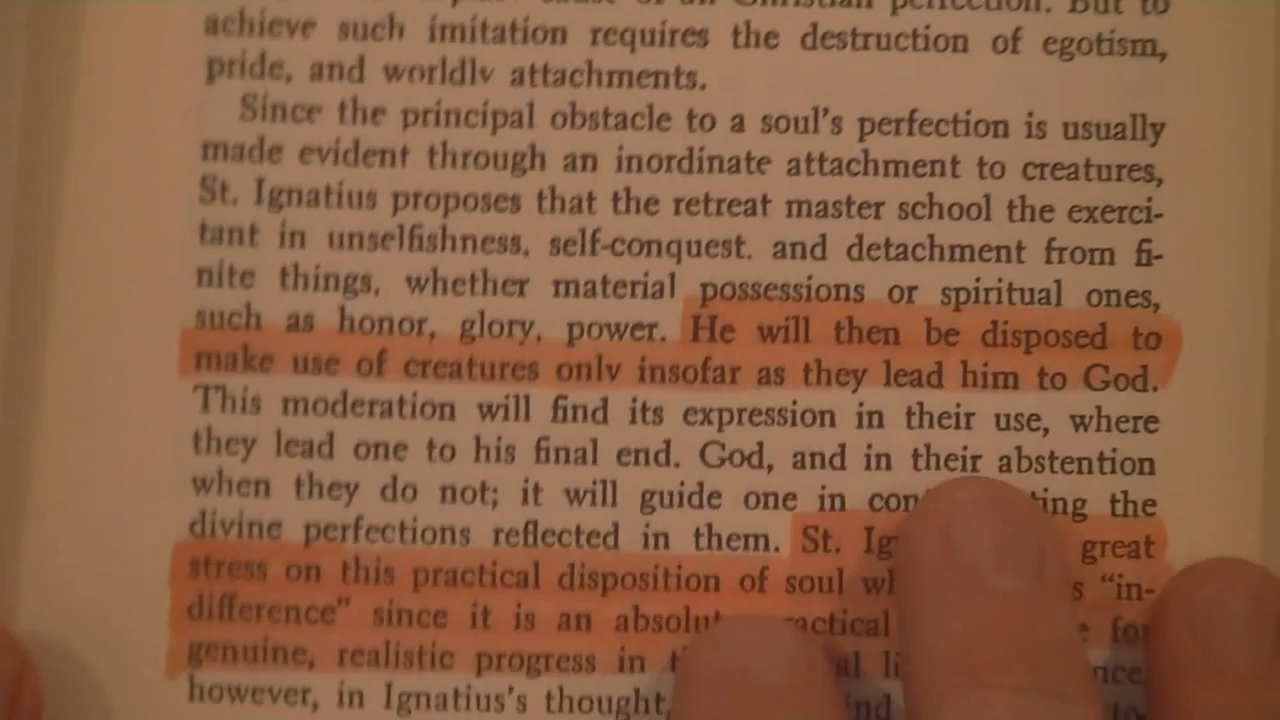 Christian perfection. But to
achieve such imitation requires the destruction of egotism,
pride, and worldly attachments.
Since the principal obstacle to a soul's perfection is usually
made evident through an inordinate attachment to creatures,
St. Ignatius proposes that the retreat master school the exerci-
tant in unselfishness, self-conquest, and detachment from fi-
nite things, whether material possessions or spiritual ones,
such as honor, glory, power. He will then be disposed to
make use of creatures only insofar as they lead him to God.
This moderation will find its expression in their use, where
they lead one to his final end, God, and in their abstention
when they do not; it will guide one in the
divine perfections reflected in them. St. great
stress on this practical disposition of soul "in-
difference" since it is an for
genuine, realistic progress in
however, in Ignatius's thought,